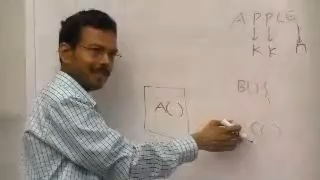 APPLE
K K n
B() {
A( )
C( )